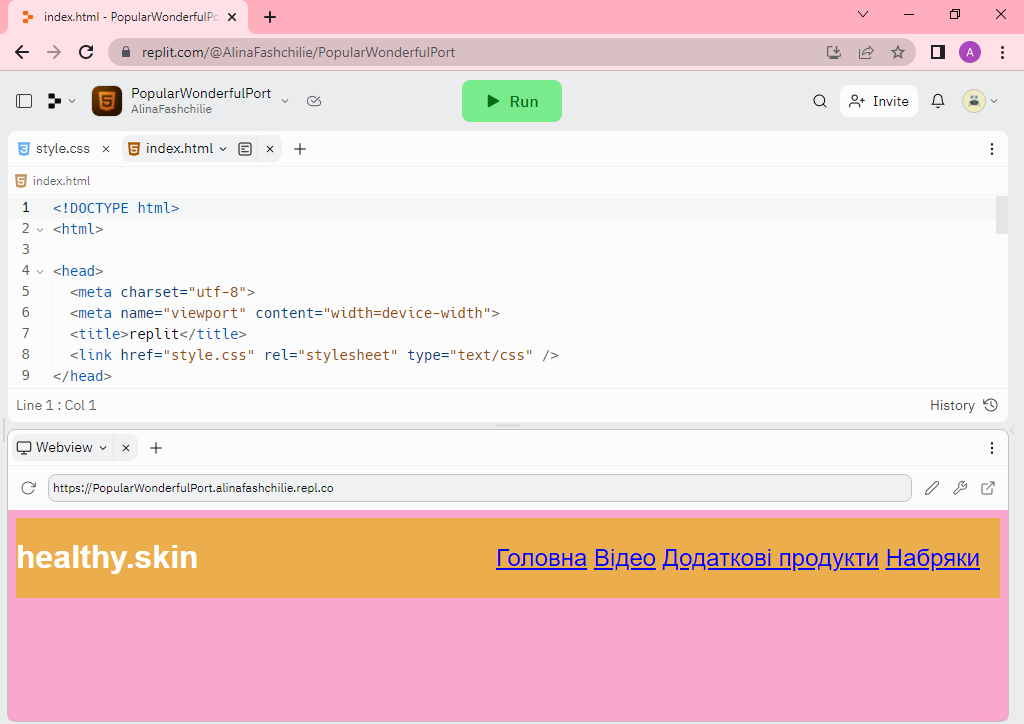 index.html - PopularWonderfulPo
replit.com/@AlinaFashchilie/PopularWonderfulPort
A
PopularWonderfulPort
AlinaFashchilie
Run
Invite
style.css
index.html
index.html
1 <!DOCTYPE html>
2 <html>
3
4 <head>
5 <meta charset="utf-8">
6 <meta name="viewport" content="width=device-width">
7 <title>replit</title>
8 <link href="style.css" rel="stylesheet" type="text/css" />
9 </head>
Line 1 : Col 1
History
Webview
https://PopularWonderfulPort.alinafashchilie.repl.co
healthy.skin
Головна Відео Додаткові продукти Набряки